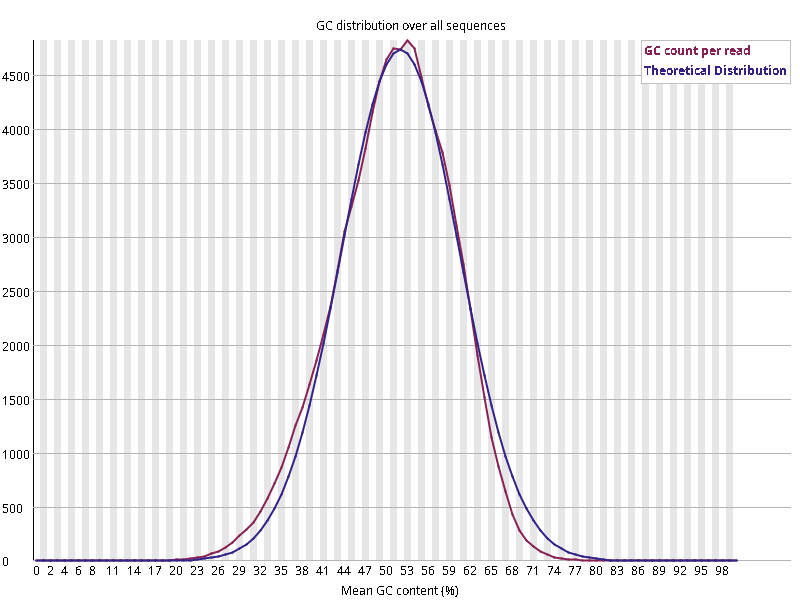 GC distribution over all sequences
GC count per read
Theoretical Distribution
4500
4000
3500
3000
2500
2000
1500
1000
500
0
0 2 4 6 8 11 14 17 20 23 26 29 32 35 38 41 44 47 50 53 56 59 62 65 68 71 74 77 80 83 86 89 92 95 98
Mean GC content (%)